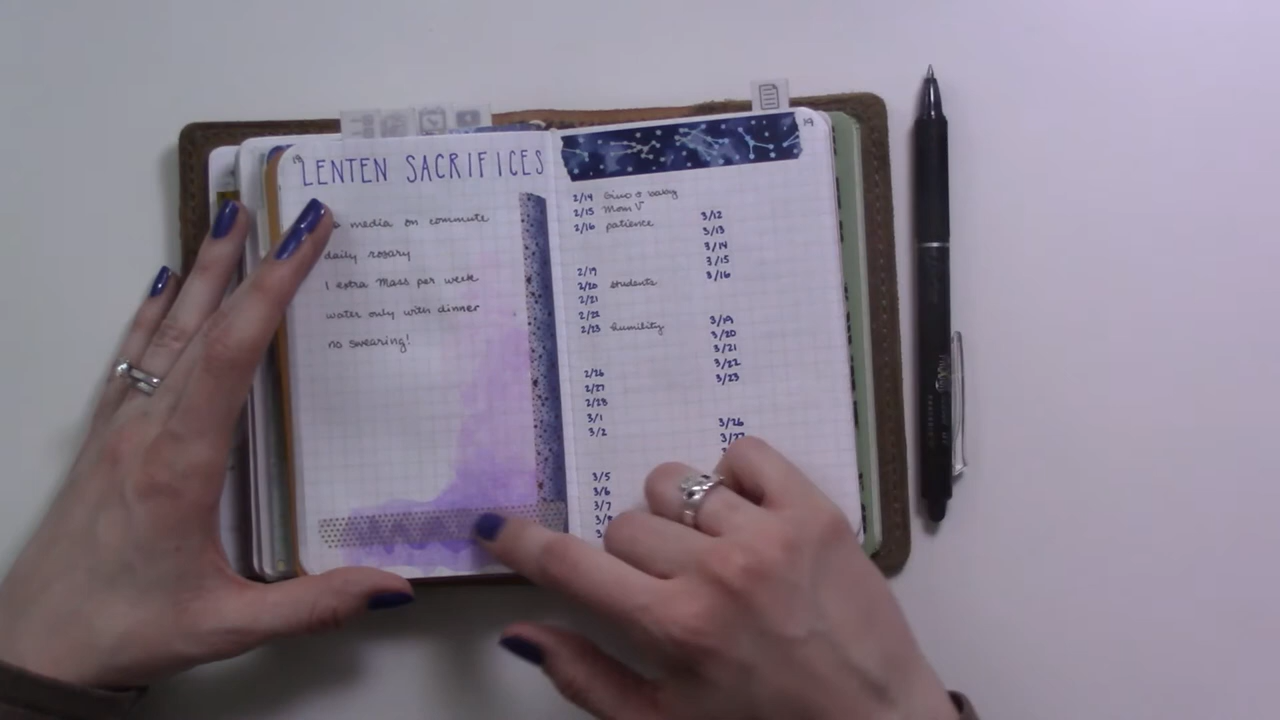 LENTEN SACRIFICES
media on commute
daily rosary
1 extra Mass per week
water only with dinner
no swearing!
19
2/14 Gino & baby
2/15 Mom V
2/16 patience
2/19
2/20 students
2/21
2/22
2/23 humility
2/26
2/27
2/28
3/1
3/2
3/5
3/6
3/7
3/12
3/13
3/14
3/15
3/16
3/19
3/20
3/21
3/22
3/23
3/26
3/27